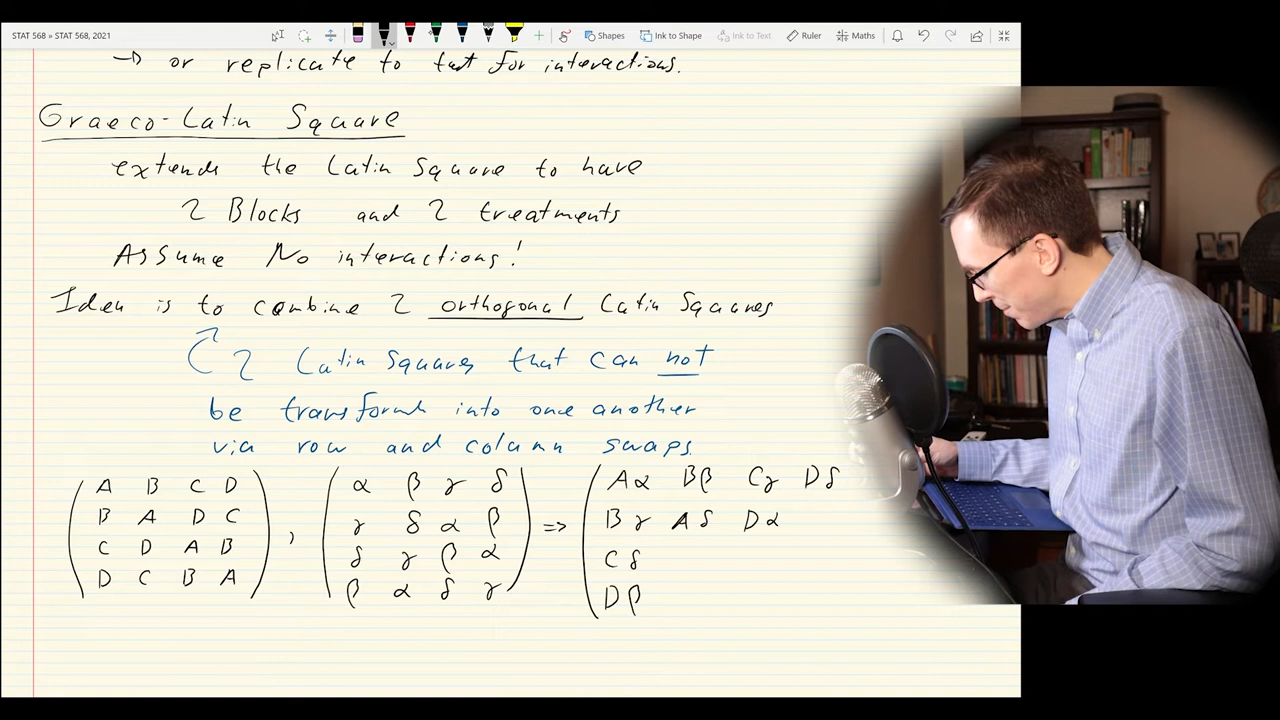 STAT 568 » STAT 568, 2021
Shapes Ink to Shape Ink to Text Ruler Maths
→ or replicate to test for interactions.
Graeco-Latin Square
extends the Latin Square to have
2 Blocks and 2 treatments
Assume No interactions!
Idea is to combine 2 orthogonal Latin Squares
2 Latin Squares that can not
be transform into one another
via row and column swaps.
A B C D
B A D C
C D A B
D C B A
,
α β γ δ
γ δ α β
δ γ β α
β α δ γ
=>
Aα Bβ Cγ Dδ
Bγ Aδ Dα
Cδ
Dβ